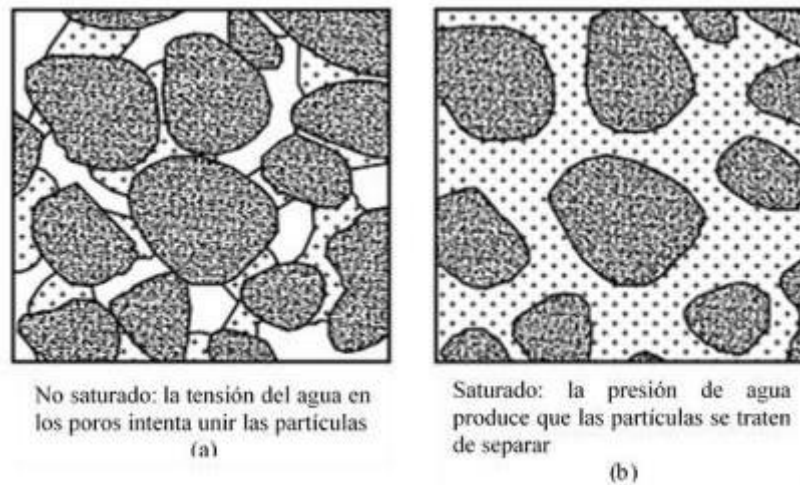 No saturado: la tensión del agua en
los poros intenta unir las partículas
(a)
Saturado: la presión de agua
produce que las partículas se traten
de separar
(b)